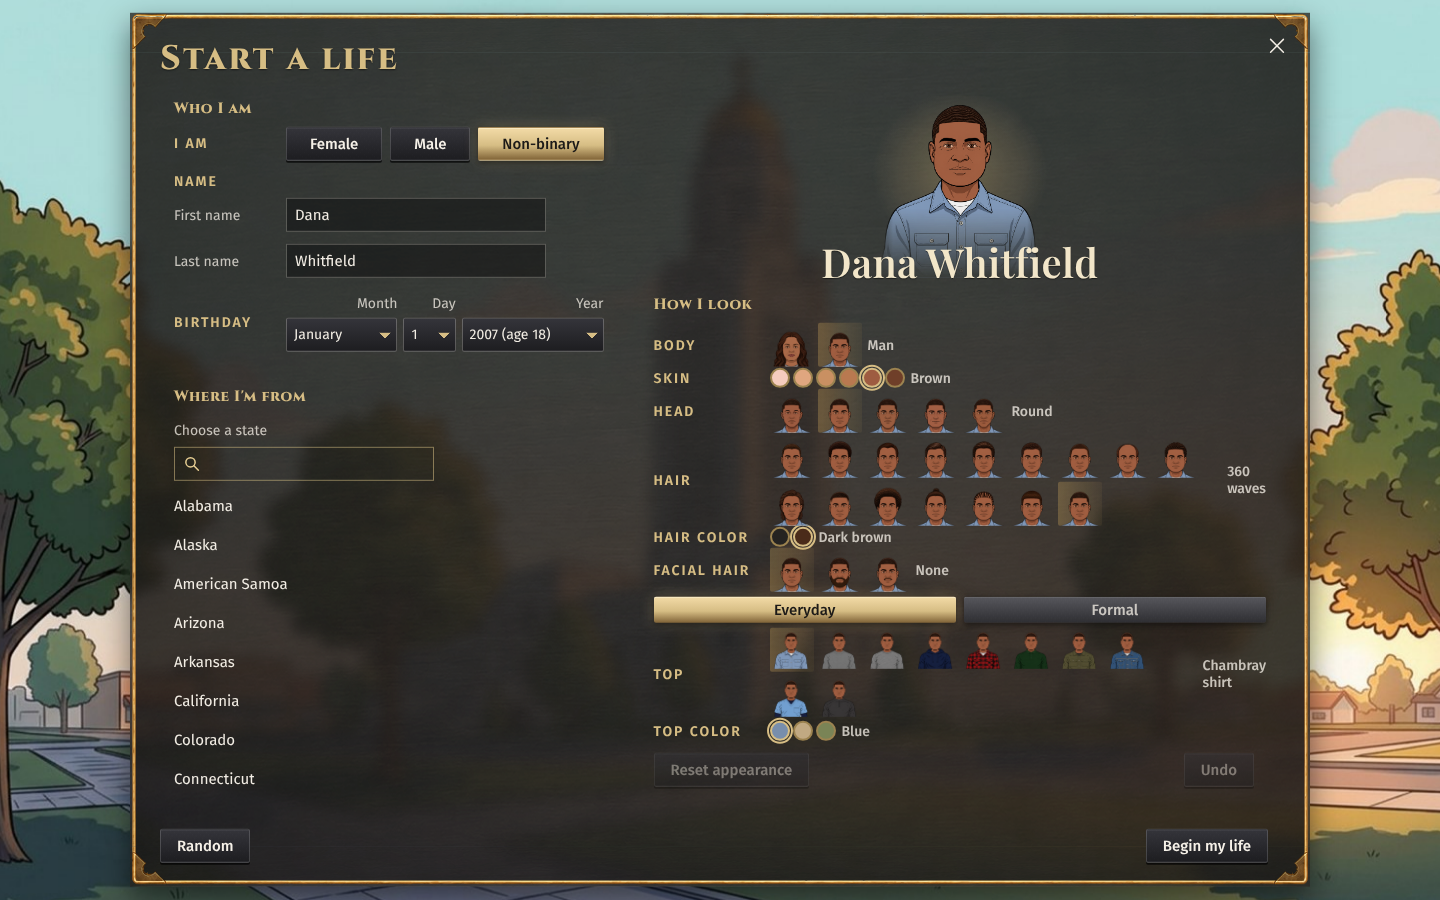 START A LIFE
WHO I AM
I AM
Female
Male
Non-binary
NAME
First name
Dana
Last name
Whitfield
Month
Day
Year
BIRTHDAY
January
1
2007 (age 18)
WHERE I'M FROM
Choose a state
Alabama
Alaska
American Samoa
Arizona
Arkansas
California
Colorado
Connecticut
Random
Dana Whitfield
HOW I LOOK
BODY
Man
SKIN
Brown
HEAD
Round
HAIR
360
waves
HAIR COLOR
Dark brown
FACIAL HAIR
None
Everyday
Formal
TOP
Chambray
shirt
TOP COLOR
Blue
Reset appearance
Undo
Begin my life